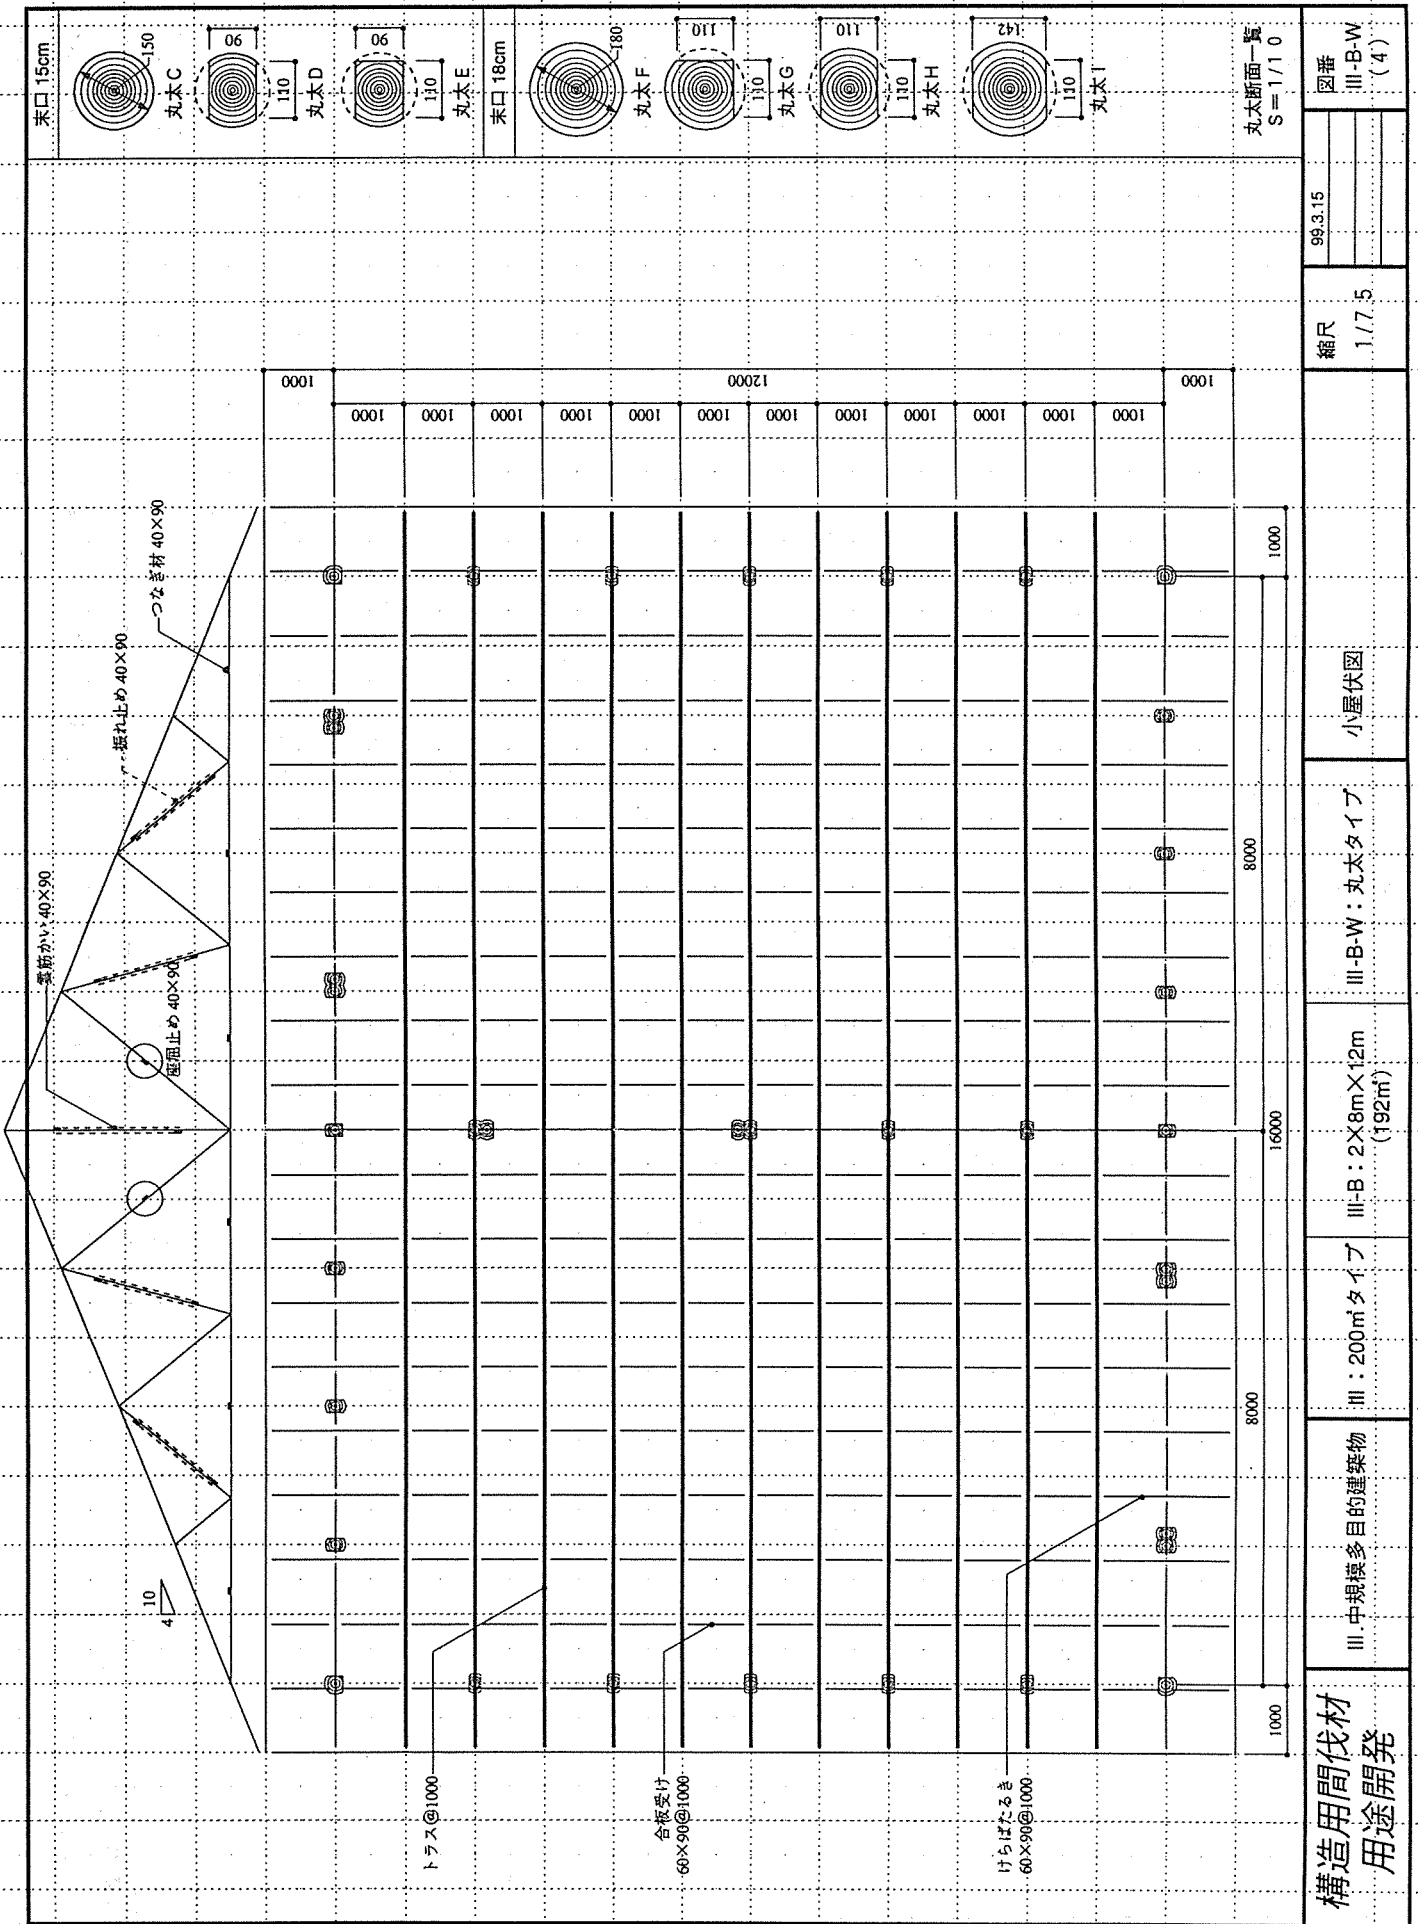 末口 15cm
150
丸太 C
90
110
丸太 D
90
110
丸太 E
末口 18cm
180
丸太 F
110
110
丸太 G
110
110
丸太 H
142
110
丸太 I
丸太断面一覧
S=1/10
雲筋かい 40×90
振れ止め 40×90
つなぎ材 40×90
座屈止め 40×90
10
4
トラス@1000
合板受け
60×90@1000
けらばたるき
60×90@1000
1000
12000
1000
1000
1000
1000
1000
1000
1000
1000
1000
1000
1000
1000
1000
1000
8000
8000
1000
16000
1000
構造用間伐材
用途開発
III.中規模多目的建築物
III：200㎡タイプ
III-B：2×8m×12m
(192㎡)
III-B-W：丸太タイプ
小屋伏図
縮尺
1/7.5
99.3.15
図番
III-B-W
(4)